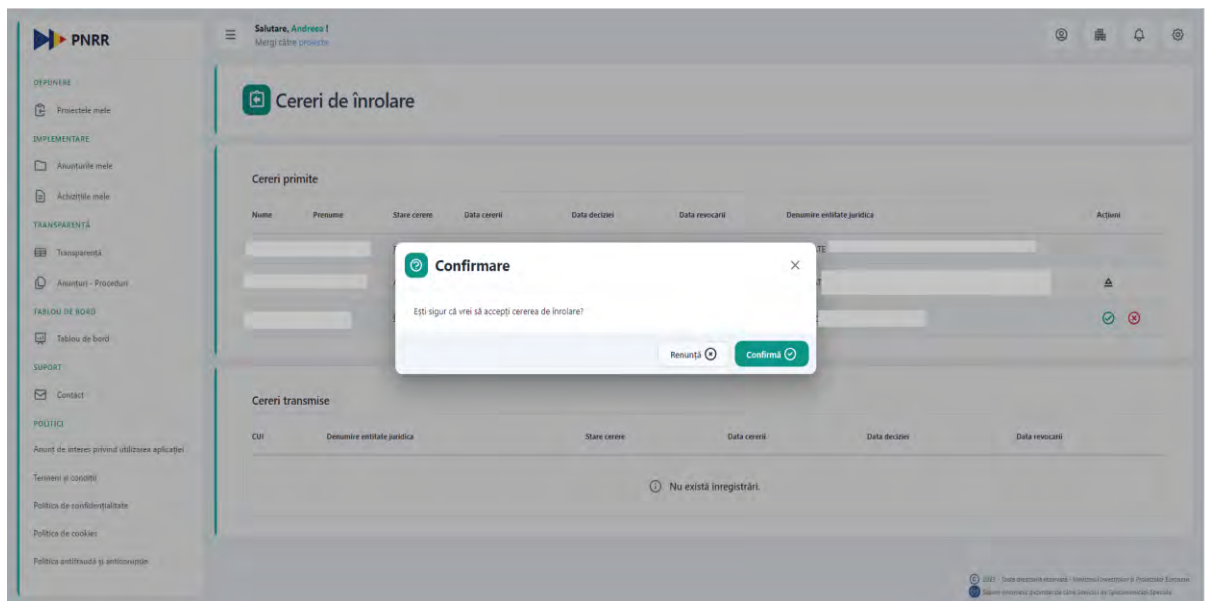 PNRR
Salutare, Andreea !
Mergi către proiecte
DEPUNERE
Proiectele mele
IMPLEMENTARE
Anunțurile mele
Achizițiile mele
TRANSPARENȚĂ
Transparență
Anunțuri - Proceduri
TABLOU DE BORD
Tablou de bord
SUPORT
Contact
POLITICI
Anunț de interes privind utilizarea aplicației
Termeni și condiții
Politica de confidențialitate
Politica de cookies
Politica antifraudă și anticorupție
Cereri de înrolare
Cereri primite
Nume Prenume Stare cerere Data cererii Data deciziei Data revocarii Denumire entitate juridica Acțiuni
Confirmare
Ești sigur că vrei să accepți cererea de înrolare?
Renunță Confirmă
Cereri transmise
CUI Denumire entitate juridica Stare cerere Data cererii Data deciziei Data revocarii
Nu există înregistrări.